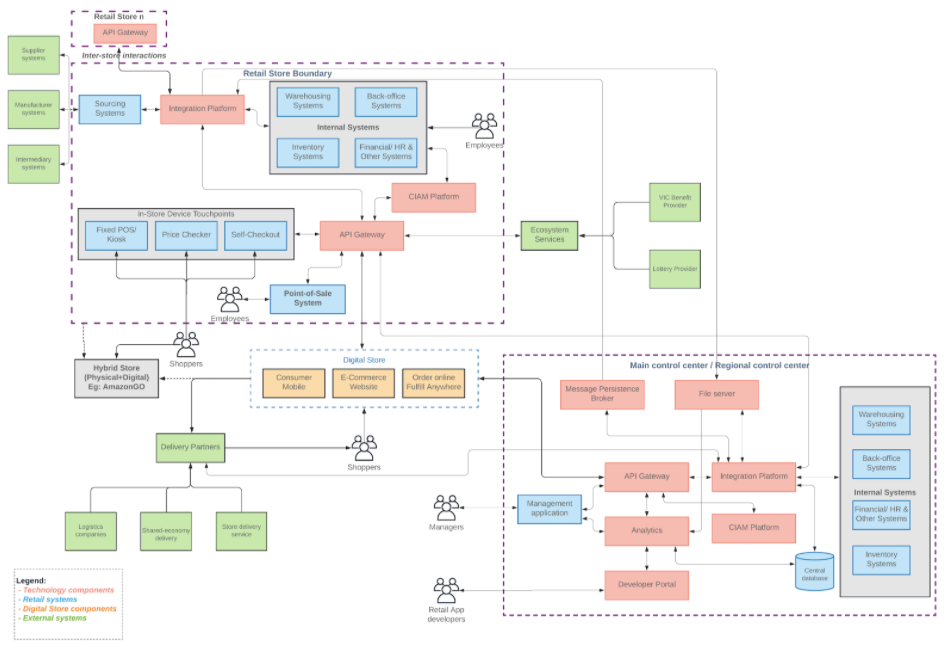 Retail Store n
API Gateway
Inter-store interactions
Supplier
systems
Manufacturer
systems
Intermediary
systems
Retail Store Boundary
Sourcing
Systems
Integration Platform
Warehousing
Systems
Back-office
Systems
Internal Systems
Inventory
Systems
Financial/ HR &
Other Systems
Employees
CIAM Platform
In-Store Device Touchpoints
Fixed POS/
Kiosk
Price Checker
Self-Checkout
API Gateway
Ecosystem
Services
VIC Benefit
Provider
Lottery Provider
Employees
Point-of-Sale
System
Shoppers
Hybrid Store
(Physical+Digital)
Eg: AmazonGO
Digital Store
Consumer
Mobile
E-Commerce
Website
Order online
Fulfill Anywhere
Delivery Partners
Shoppers
Logistics
companies
Shared-economy
delivery
Store delivery
service
Main control center / Regional control center
Message Persistence
Broker
File server
API Gateway
Integration Platform
Managers
Management
application
Analytics
CIAM Platform
Developer Portal
Central
database
Retail App
developers
Warehousing
Systems
Back-office
Systems
Internal Systems
Financial/ HR &
Other Systems
Inventory
Systems
Legend:
- Technology components
- Retail systems
- Digital Store components
- External systems